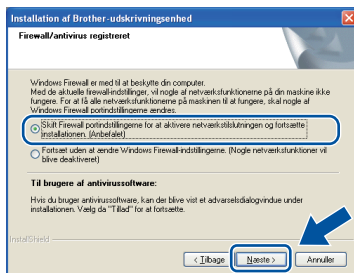 Installation af Brother-udskrivningsenhed
Firewall/antivirus registreret
Windows Firewall er med til at beskytte din computer.
Med de aktuelle firewall-indstillinger, vil nogle af netværksfunktionerne på din maskine ikke
fungere. For at få alle netværksfunktionerne på maskinen til at fungere, skal nogle af
Windows Firewall portindstillingerne ændres.
Skift Firewall portindstillingerne for at aktivere netværkstilslutningen og fortsætte
installationen. (Anbefalet)
Fortsæt uden at ændre Windows Firewall-indstillingerne. (Nogle netværksfunktioner vil
blive deaktiveret)
Til brugere af antivirussoftware:
Hvis du bruger antivirussoftware, kan der blive vist et advarselsdialogvindue under
installationen. Vælg da "Tillad" for at fortsætte.
InstallShield
< Tilbage
Næste >
Annuller